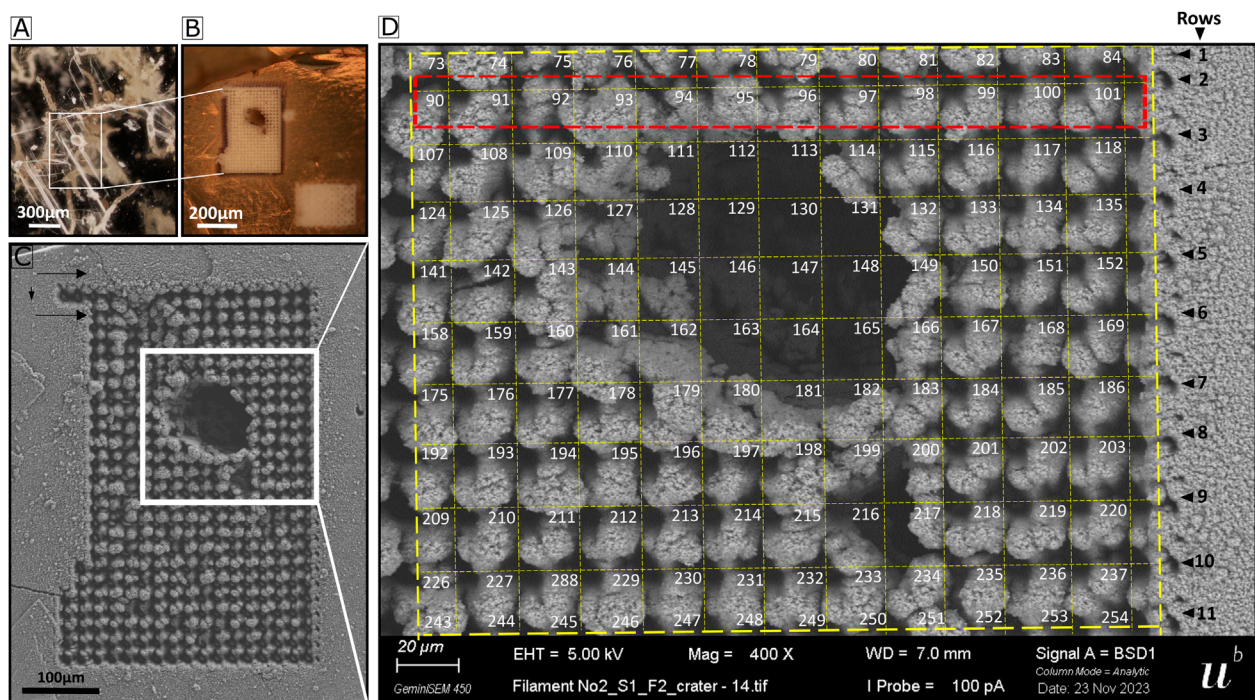 A
B
D
Rows
300µm
200µm
C
100µm
73 74 75 76 77 78 79 80 81 82 83 84
1
2
90 91 92 93 94 95 96 97 98 99 100 101
3
107 108 109 110 111 112 113 114 115 116 117 118
4
124 125 126 127 128 129 130 131 132 133 134 135
5
141 142 143 144 145 146 147 148 149 150 151 152
6
158 159 160 161 162 163 164 165 166 167 168 169
7
175 176 177 178 179 180 181 182 183 184 185 186
8
192 193 194 195 196 197 198 199 200 201 202 203
9
209 210 211 212 213 214 215 216 217 218 219 220
10
226 227 288 229 230 231 232 233 234 235 236 237
11
243 244 245 246 247 248 249 250 251 252 253 254
20 µm EHT = 5.00 kV Mag = 400 X WD = 7.0 mm Signal A = BSD1
Column Mode = Analytic
GeminiSEM 450 Filament No2_S1_F2_crater - 14.tif I Probe = 100 pA Date: 23 Nov 2023
u b